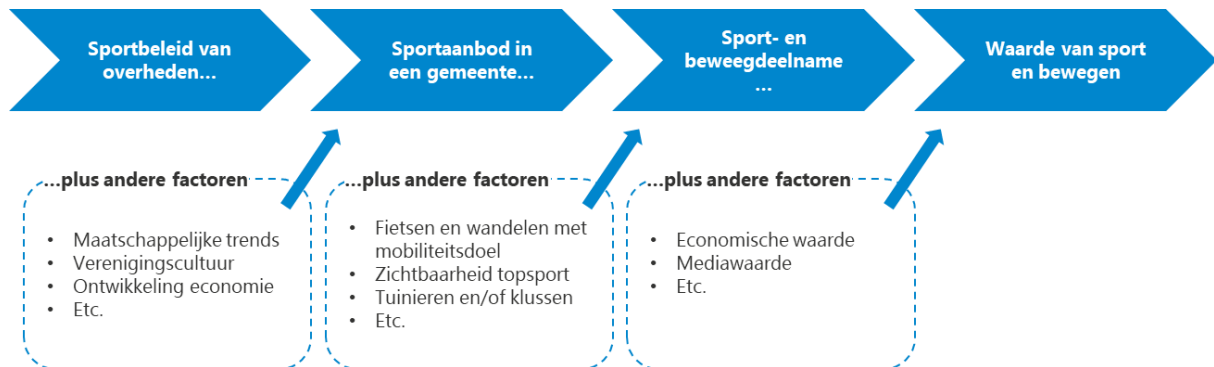 Sportbeleid van
overheden...
Sportaanbod in
een gemeente...
Sport- en
beweegdeelname
...
Waarde van sport
en bewegen
...plus andere factoren
• Maatschappelijke trends
• Verenigingscultuur
• Ontwikkeling economie
• Etc.
...plus andere factoren
• Fietsen en wandelen met
mobiliteitsdoel
• Zichtbaarheid topsport
• Tuinieren en/of klussen
• Etc.
...plus andere factoren
• Economische waarde
• Mediawaarde
• Etc.